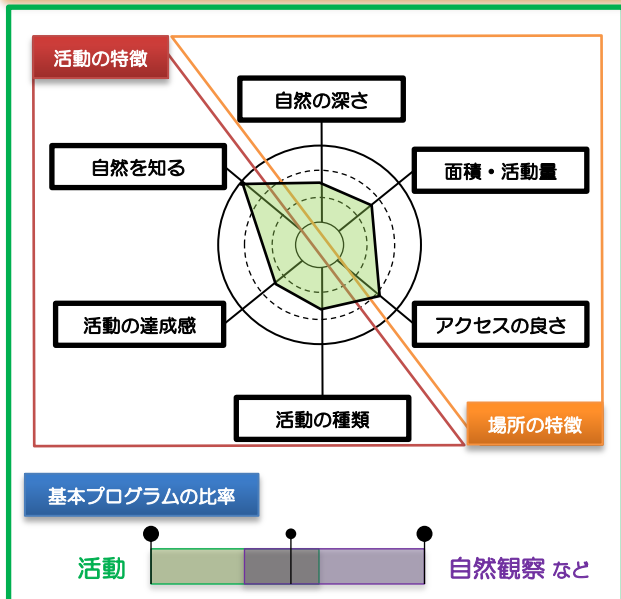 活動の特徴
自然の深さ
自然を知る
面積・活動量
活動の達成感
アクセスの良さ
活動の種類
場所の特徴
基本プログラムの比率
活動
自然観察 など